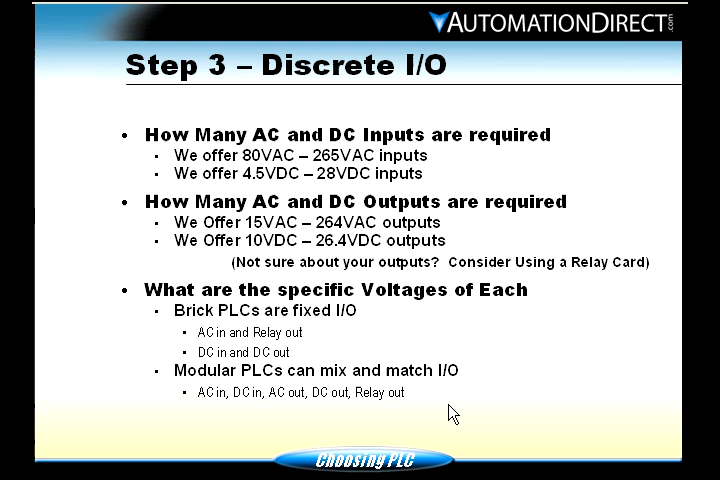 AUTOMATIONDIRECT.com
Step 3 – Discrete I/O
• How Many AC and DC Inputs are required
• We offer 80VAC – 265VAC inputs
• We offer 4.5VDC – 28VDC inputs
• How Many AC and DC Outputs are required
• We Offer 15VAC – 264VAC outputs
• We Offer 10VDC – 26.4VDC outputs
(Not sure about your outputs? Consider Using a Relay Card)
• What are the specific Voltages of Each
• Brick PLCs are fixed I/O
• AC in and Relay out
• DC in and DC out
• Modular PLCs can mix and match I/O
• AC in, DC in, AC out, DC out, Relay out
Choosing PLC